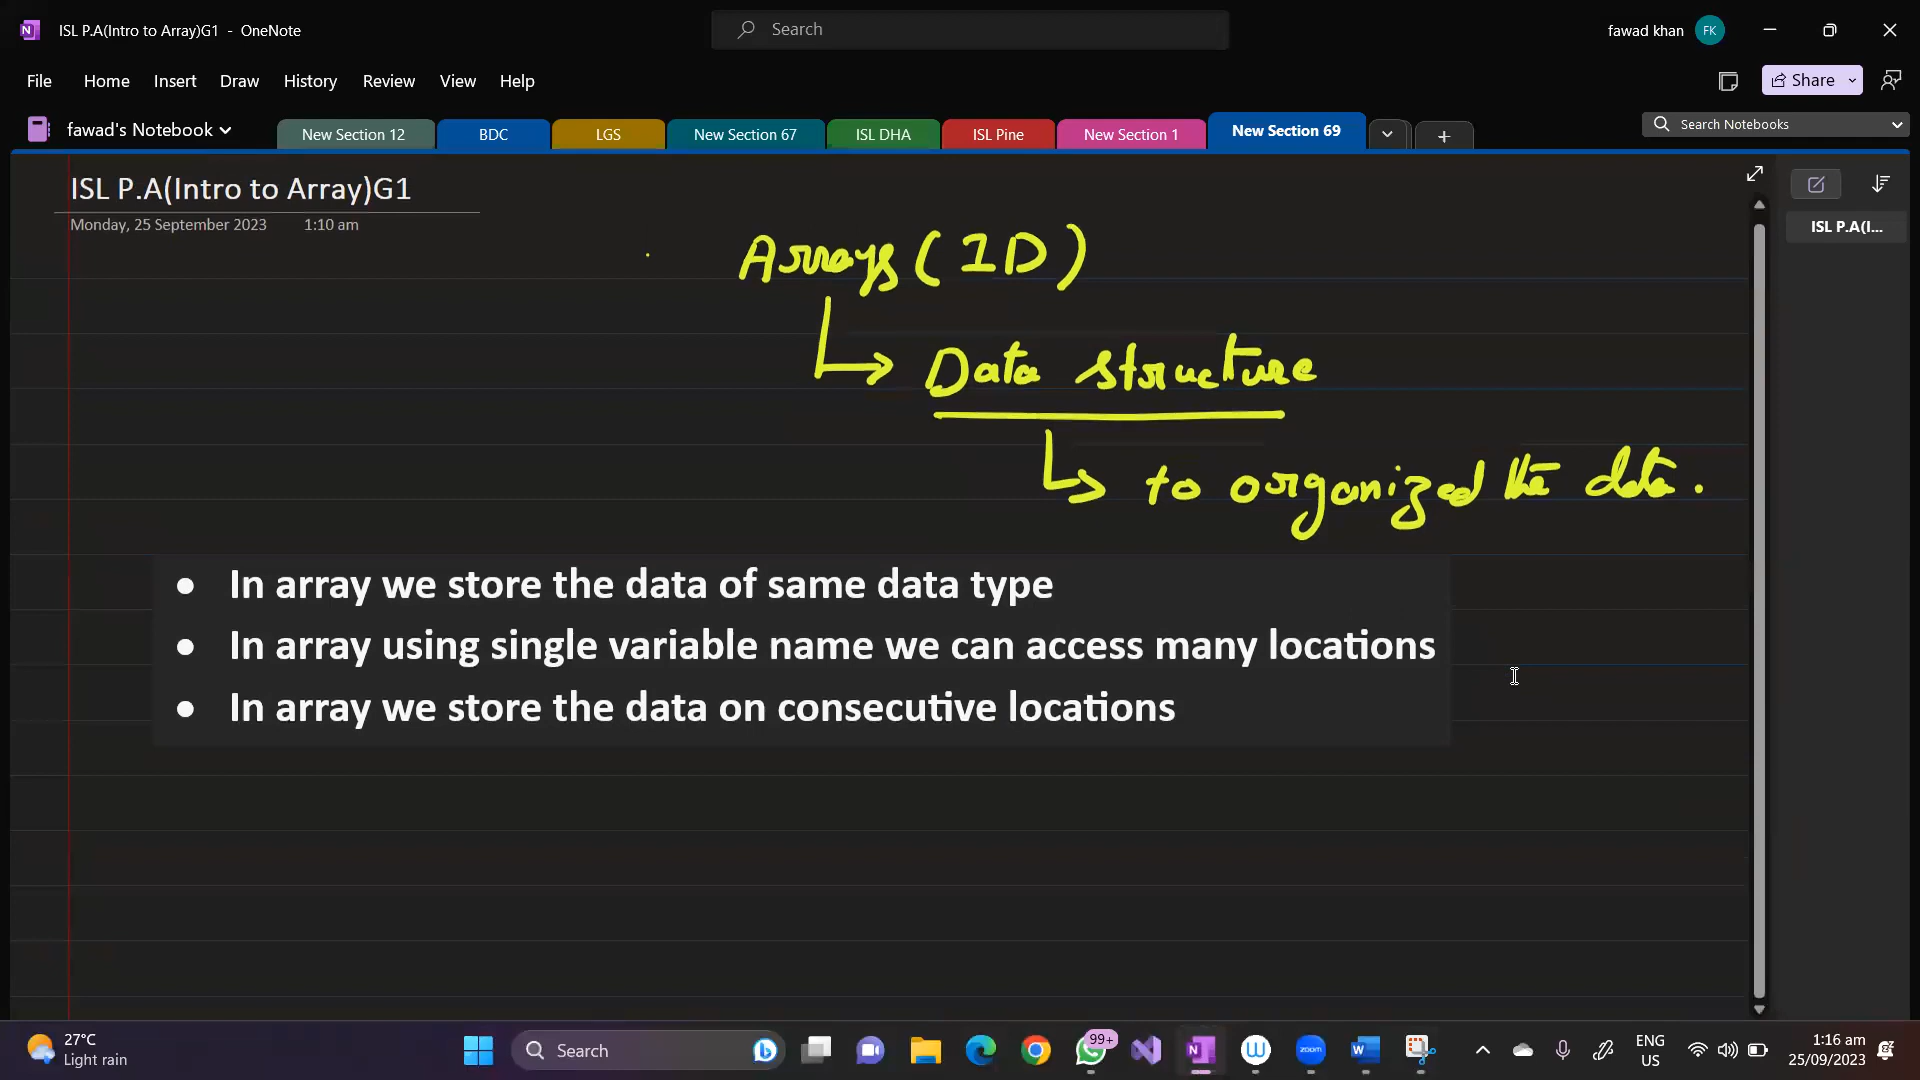 ISL P.A(Intro to Array)G1 - OneNote
Search
fawad khan FK
File Home Insert Draw History Review View Help
Share
fawad's Notebook
New Section 12 BDC LGS New Section 67 ISL DHA ISL Pine New Section 1 New Section 69
Search Notebooks
ISL P.A(Intro to Array)G1
Monday, 25 September 2023 1:10 am
ISL P.A(I...
Arrays (1D)
Data structure
to organized the data.
• In array we store the data of same data type
• In array using single variable name we can access many locations
• In array we store the data on consecutive locations
27°C
Light rain
Search
99+
zoom
ENG
US
1:16 am
25/09/2023